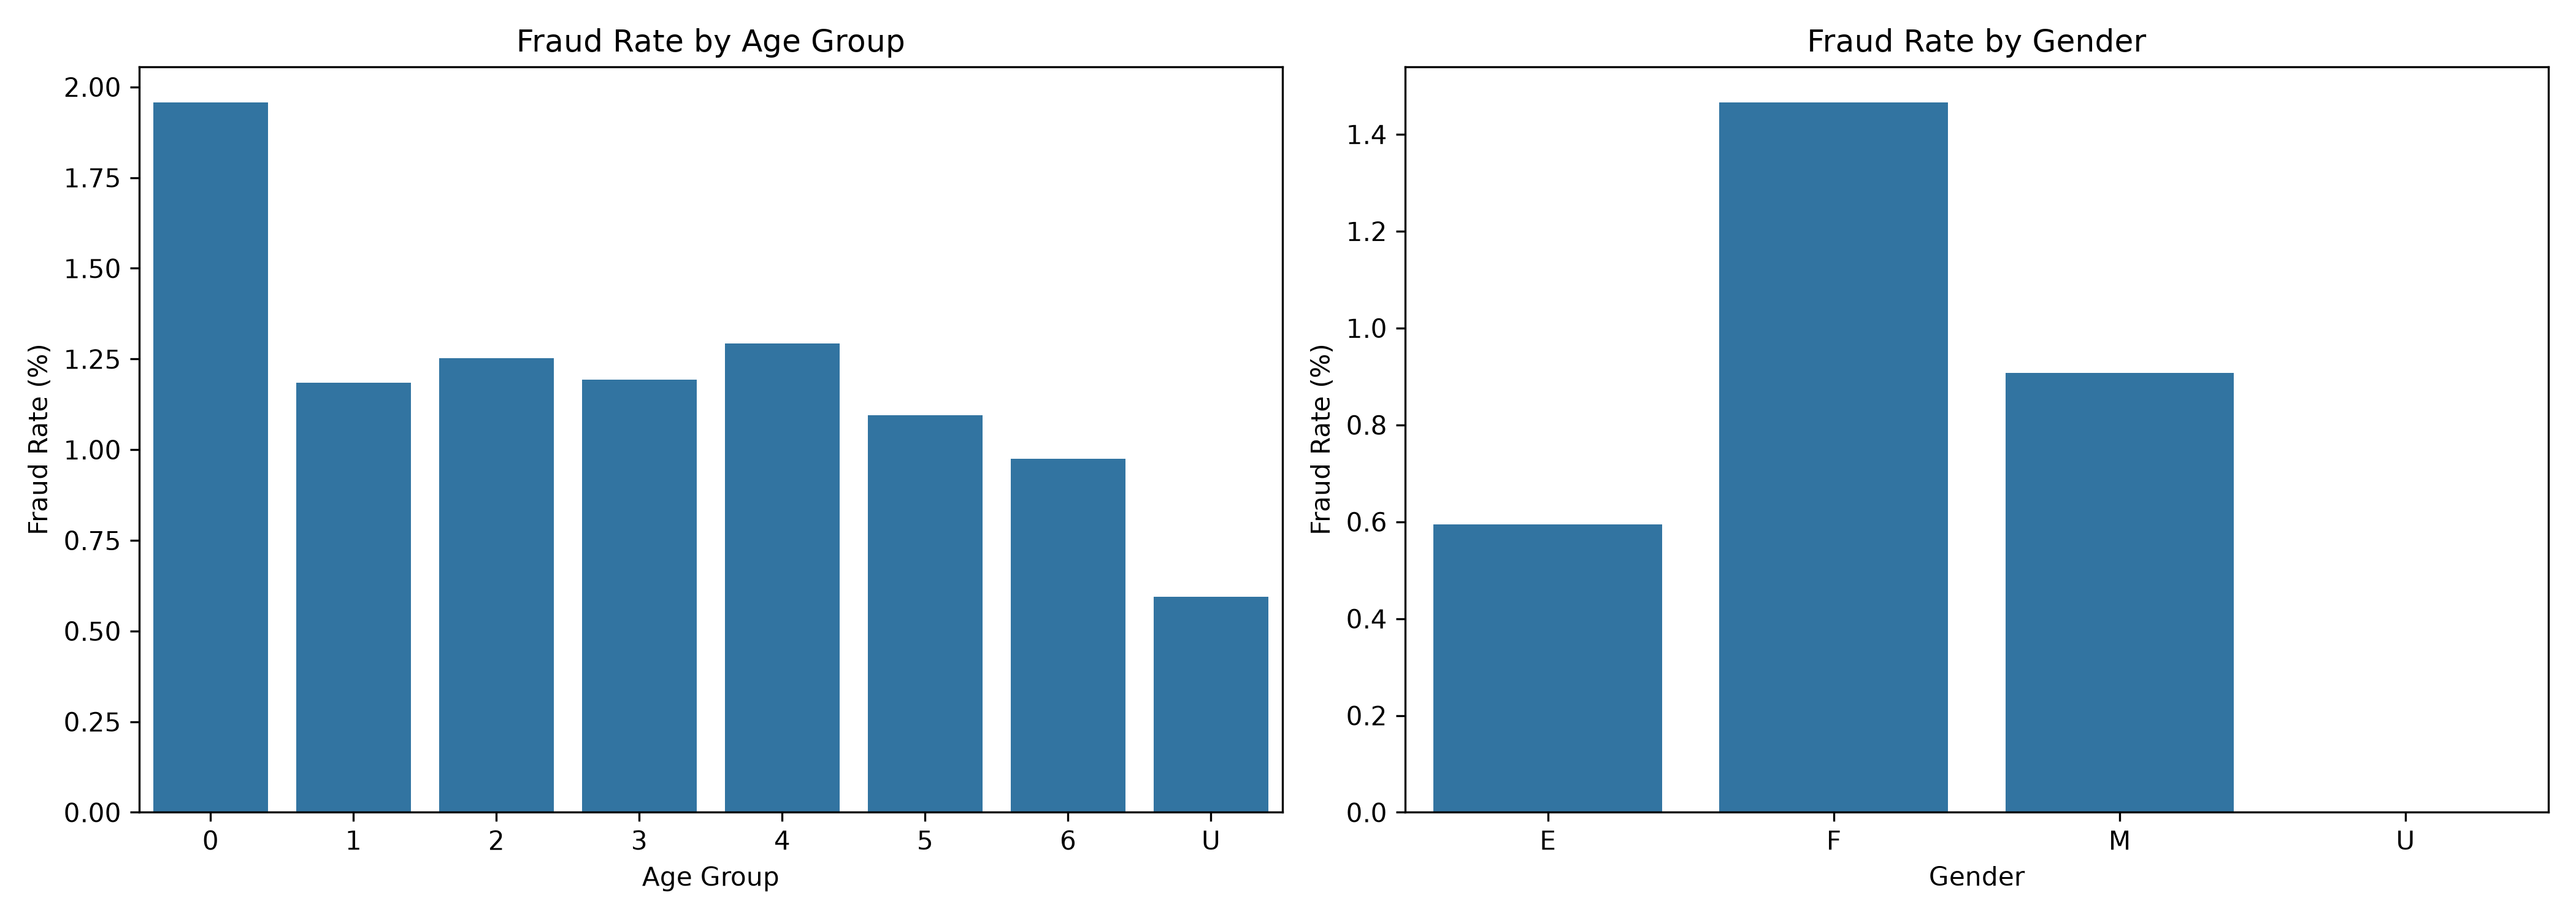 Fraud Rate by Age Group
Fraud Rate (%)
2.00
1.75
1.50
1.25
1.00
0.75
0.50
0.25
0.00
0 1 2 3 4 5 6 U
Age Group
Fraud Rate by Gender
Fraud Rate (%)
1.4
1.2
1.0
0.8
0.6
0.4
0.2
0.0
E F M U
Gender